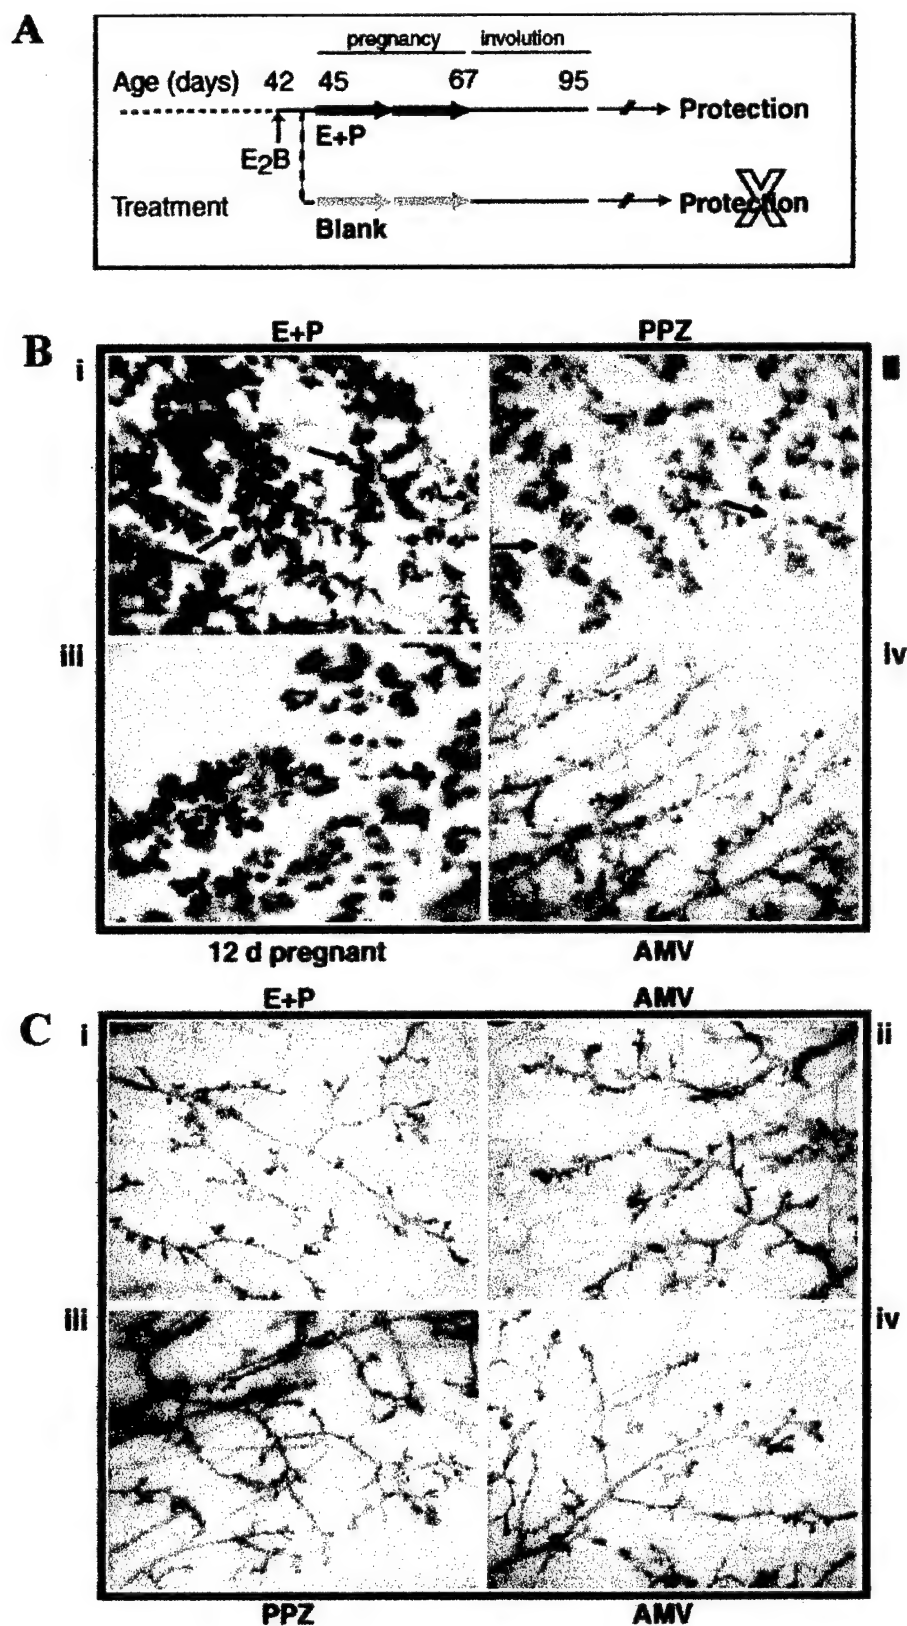 A
pregnancy involution
Age (days) 42 45 67 95
Protection
E+P
E2B
Treatment
Protection
Blank
E+P PPZ
B
i
iii iv
12 d pregnant AMV
E+P AMV
C
i ii
iii iv
PPZ AMV